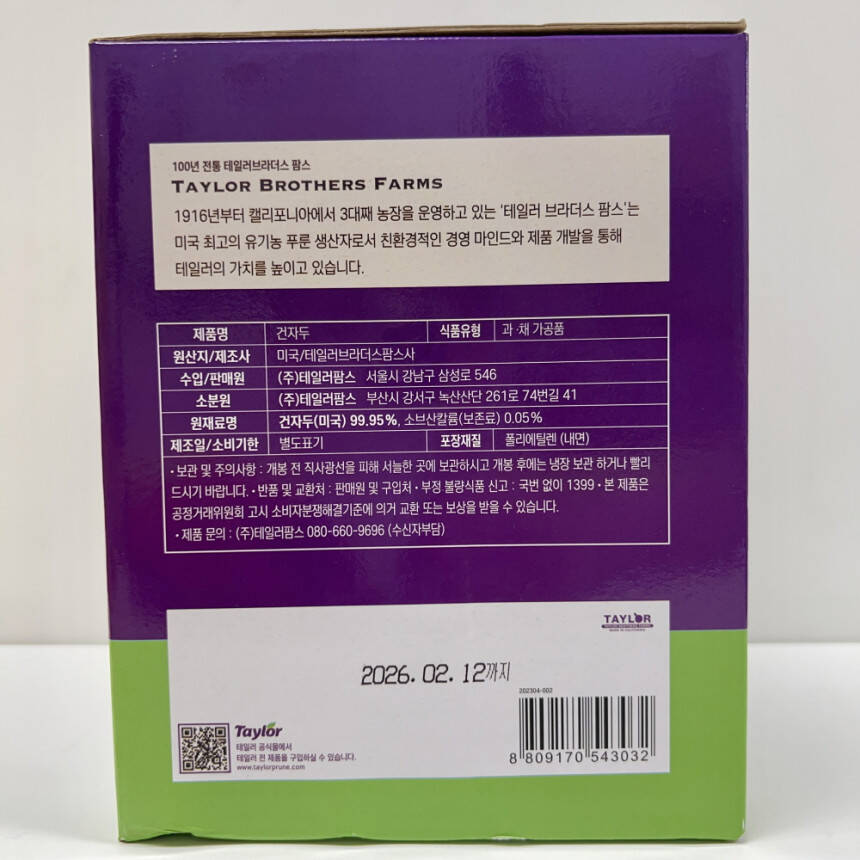 100년 전통 테일러브라더스 팜스
TAYLOR BROTHERS FARMS
1916년부터 캘리포니아에서 3대째 농장을 운영하고 있는 '테일러 브라더스 팜스'는
미국 최고의 유기농 푸룬 생산자로서 친환경적인 경영 마인드와 제품 개발을 통해
테일러의 가치를 높이고 있습니다.
제품명 건자두 식품유형 과·채 가공품
원산지/제조사 미국/테일러브라더스팜스사
수입/판매원 (주)테일러팜스 서울시 강남구 삼성로 546
소분원 (주)테일러팜스 부산시 강서구 녹산산단 261로 74번길 41
원재료명 건자두(미국) 99.95%, 소브산칼륨(보존료) 0.05%
제조일/소비기한 별도표기 포장재질 폴리에틸렌 (내면)
• 보관 및 주의사항 : 개봉 전 직사광선을 피해 서늘한 곳에 보관하시고 개봉 후에는 냉장 보관 하거나 빨리
드시기 바랍니다. • 반품 및 교환처 : 판매원 및 구입처 • 부정 불량식품 신고 : 국번 없이 1399 • 본 제품은
공정거래위원회 고시 소비자분쟁해결기준에 의거 교환 또는 보상을 받을 수 있습니다.
• 제품 문의 : (주)테일러팜스 080-660-9696 (수신자부담)
TAYLOR
TAYLOR BROTHERS FARMS
MADE IN CALIFORNIA
2026.02.12까지
202304-002
Taylor
테일러 공식몰에서
테일러 전 제품을 구입하실 수 있습니다.
www.taylorprune.com
8 809170 543032